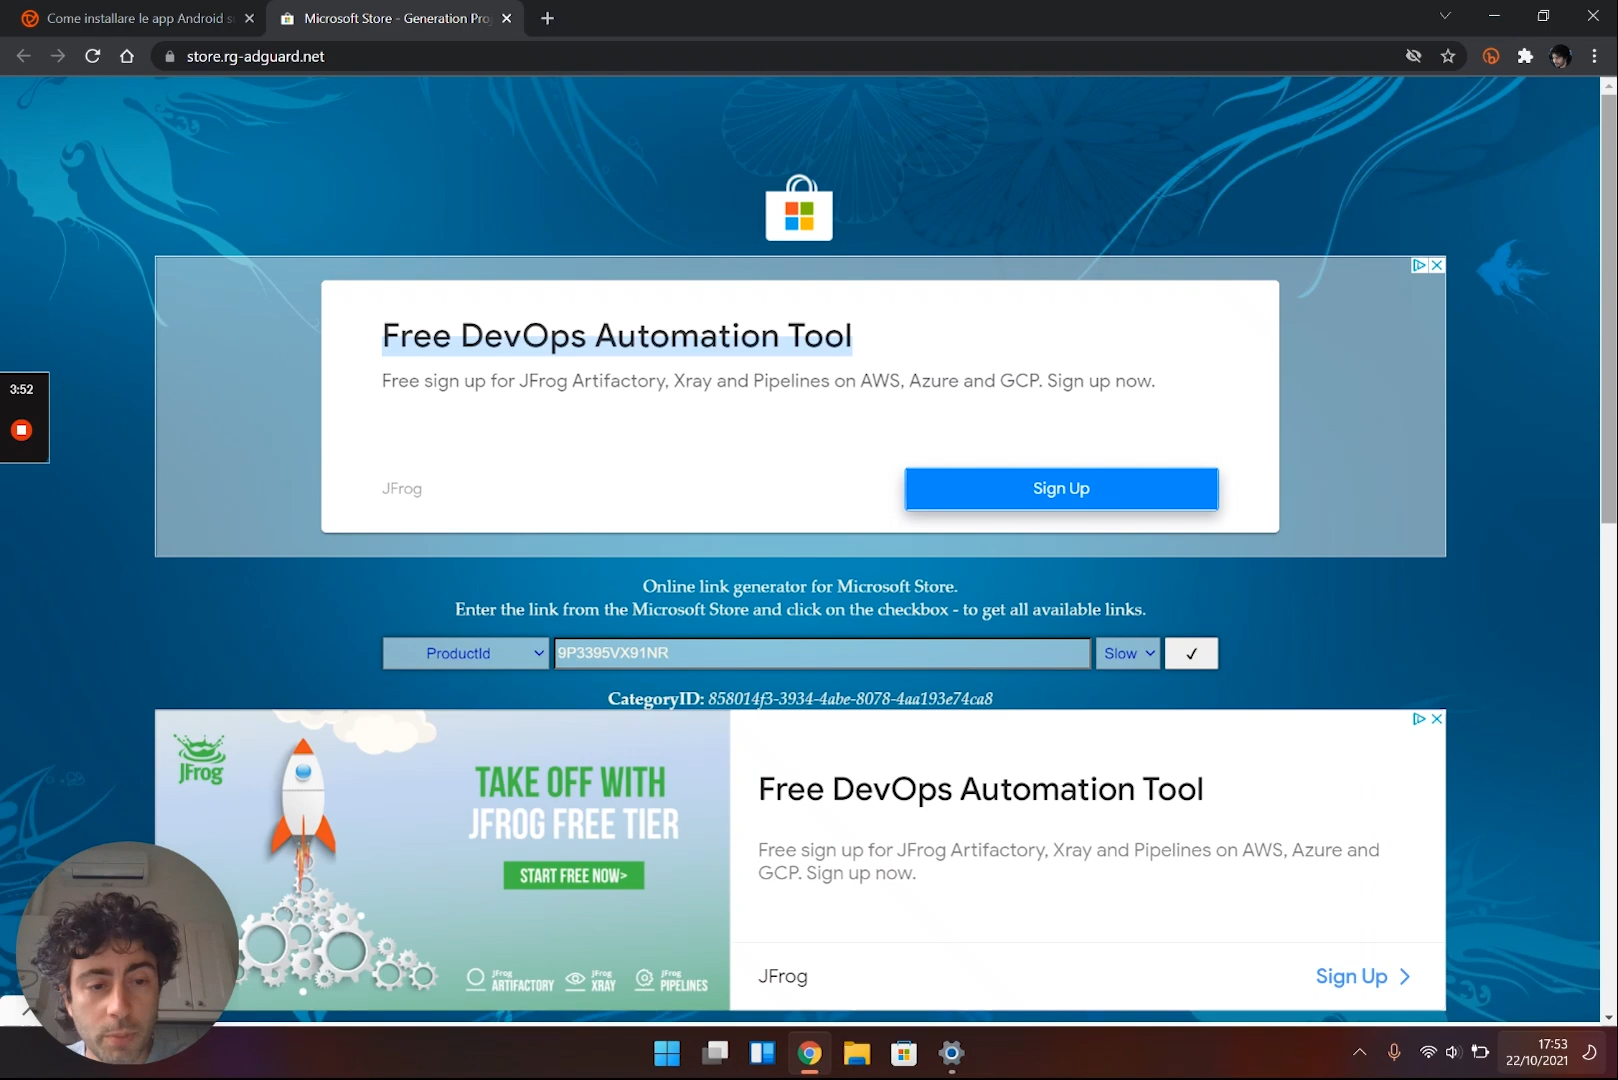 Come installare le app Android s
Microsoft Store - Generation Pro
store.rg-adguard.net
3:52
Free DevOps Automation Tool
Free sign up for JFrog Artifactory, Xray and Pipelines on AWS, Azure and GCP. Sign up now.
JFrog
Sign Up
Online link generator for Microsoft Store.
Enter the link from the Microsoft Store and click on the checkbox - to get all available links.
ProductId 9P3395VX91NR Slow ✓
CategoryID: 858014f3-3934-4abe-8078-4aa193e74ca8
JFrog
TAKE OFF WITH
JFROG FREE TIER
START FREE NOW>
JFrog ARTIFACTORY JFrog XRAY JFrog PIPELINES
Free DevOps Automation Tool
Free sign up for JFrog Artifactory, Xray and Pipelines on AWS, Azure and
GCP. Sign up now.
JFrog
Sign Up
17:53
22/10/2021